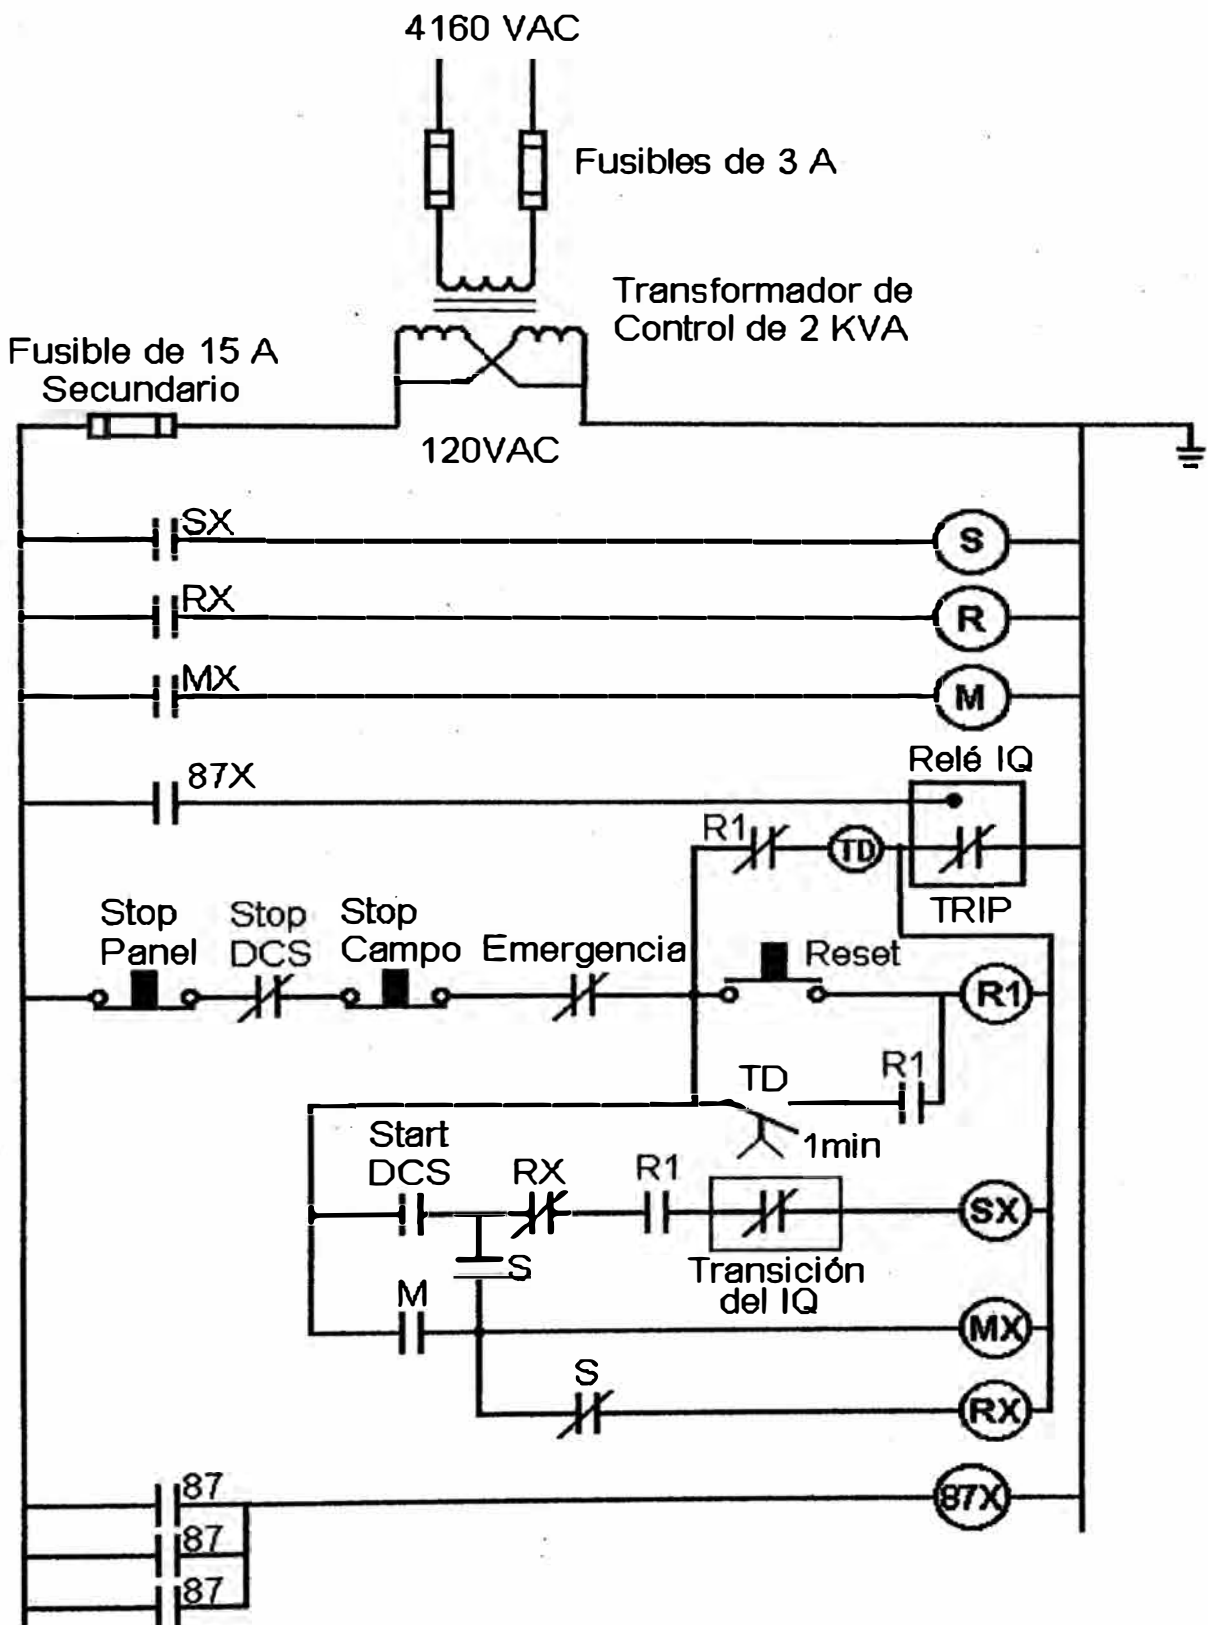 4160 VAC
Fusibles de 3 A
Transformador de
Control de 2 KVA
Fusible de 15 A
Secundario
120VAC
SX
S
RX
R
MX
M
Relé IQ
87X
R1
TD
TRIP
Stop
Panel
Stop
DCS
Stop
Campo
Emergencia
Reset
R1
TD
R1
1min
Start
DCS
RX
R1
SX
S
Transición
del IQ
M
MX
S
RX
87
87X
87
87